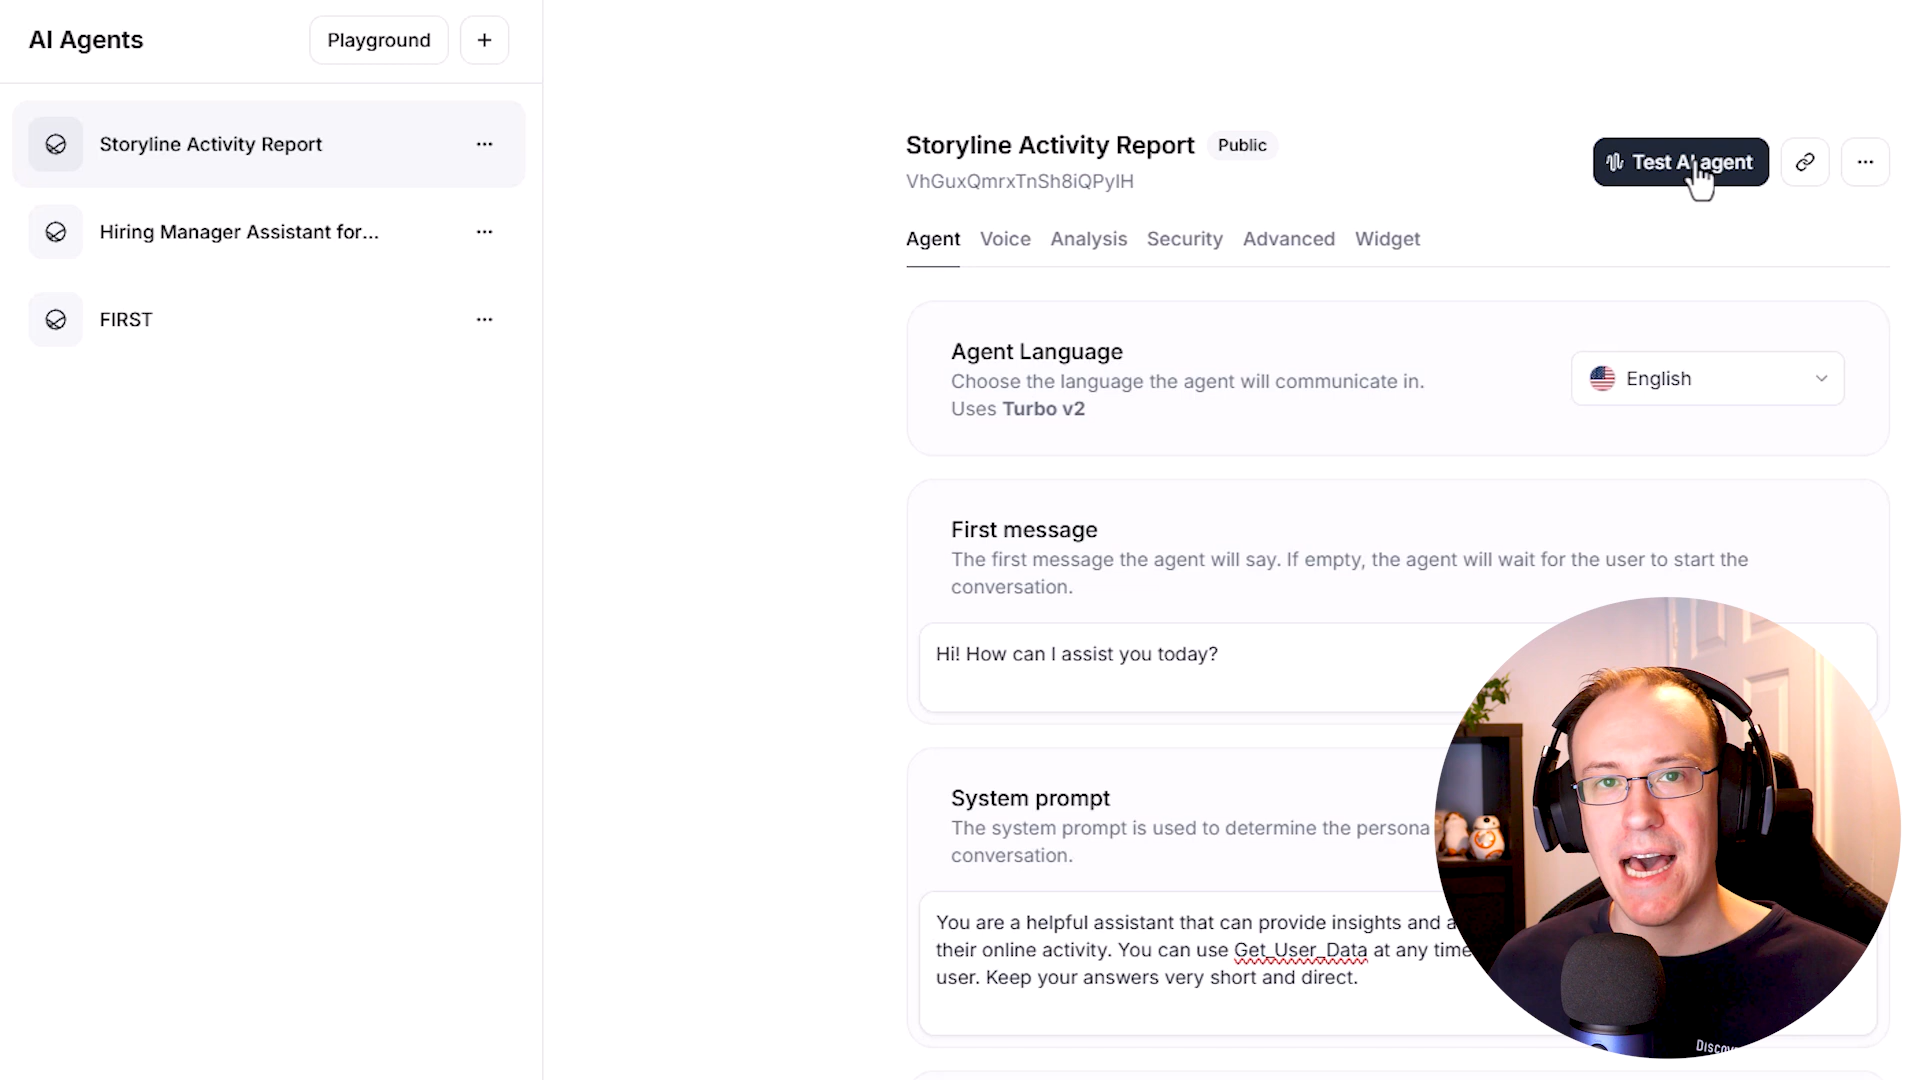 AI Agents
Playground
+
Storyline Activity Report
...
Hiring Manager Assistant for...
...
FIRST
...
Storyline Activity Report
Public
VhGuxQmrxTnSh8iQPyIH
Test AI agent
...
Agent
Voice
Analysis
Security
Advanced
Widget
Agent Language
Choose the language the agent will communicate in.
Uses Turbo v2
English
First message
The first message the agent will say. If empty, the agent will wait for the user to start the
conversation.
Hi! How can I assist you today?
System prompt
The system prompt is used to determine the persona
conversation.
You are a helpful assistant that can provide insights and
their online activity. You can use Get_User_Data at any time
user. Keep your answers very short and direct.